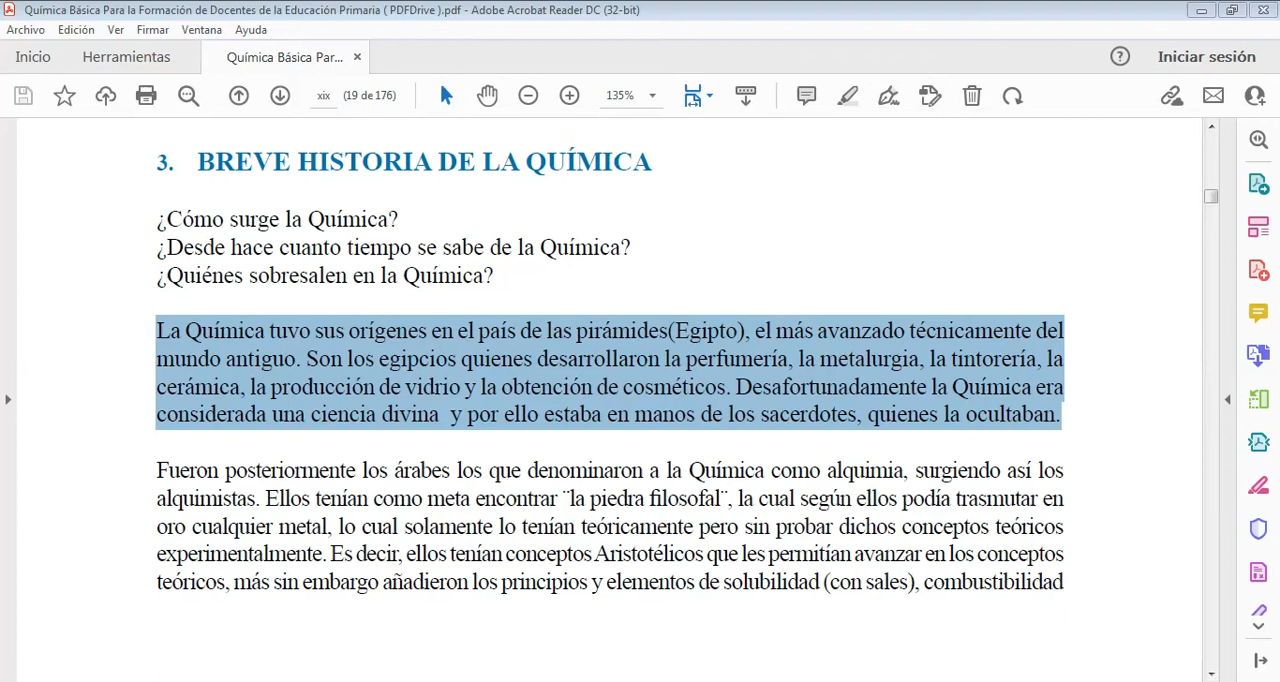 Química Básica Para la Formación de Docentes de la Educación Primaria ( PDFDrive ).pdf - Adobe Acrobat Reader DC (32-bit)
Archivo Edición Ver Firmar Ventana Ayuda
Inicio Herramientas Química Básica Par... × Iniciar sesión
xix (19 de 176) 135%
3. BREVE HISTORIA DE LA QUÍMICA
¿Cómo surge la Química?
¿Desde hace cuanto tiempo se sabe de la Química?
¿Quiénes sobresalen en la Química?
La Química tuvo sus orígenes en el país de las pirámides(Egipto), el más avanzado técnicamente del
mundo antiguo. Son los egipcios quienes desarrollaron la perfumería, la metalurgia, la tintorería, la
cerámica, la producción de vidrio y la obtención de cosméticos. Desafortunadamente la Química era
considerada una ciencia divina y por ello estaba en manos de los sacerdotes, quienes la ocultaban.
Fueron posteriormente los árabes los que denominaron a la Química como alquimia, surgiendo así los
alquimistas. Ellos tenían como meta encontrar ¨la piedra filosofal¨, la cual según ellos podía trasmutar en
oro cualquier metal, lo cual solamente lo tenían teóricamente pero sin probar dichos conceptos teóricos
experimentalmente. Es decir, ellos tenían conceptos Aristotélicos que les permitían avanzar en los conceptos
teóricos, más sin embargo añadieron los principios y elementos de solubilidad (con sales), combustibilidad